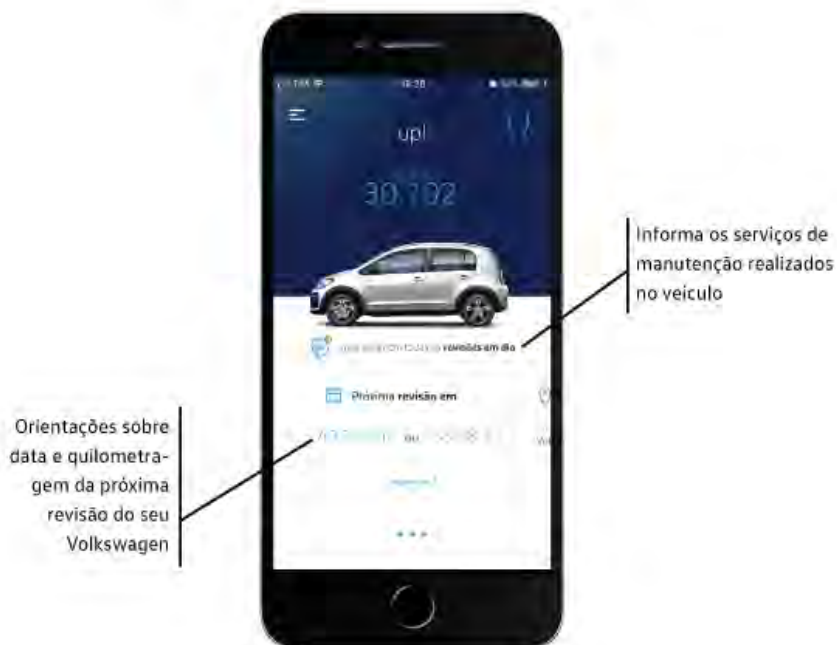 up!
30.702
Informa os serviços de
manutenção realizados
no veículo
revisões em dia
Próxima revisão em
ou
Orientações sobre
data e quilometra-
gem da próxima
revisão do seu
Volkswagen